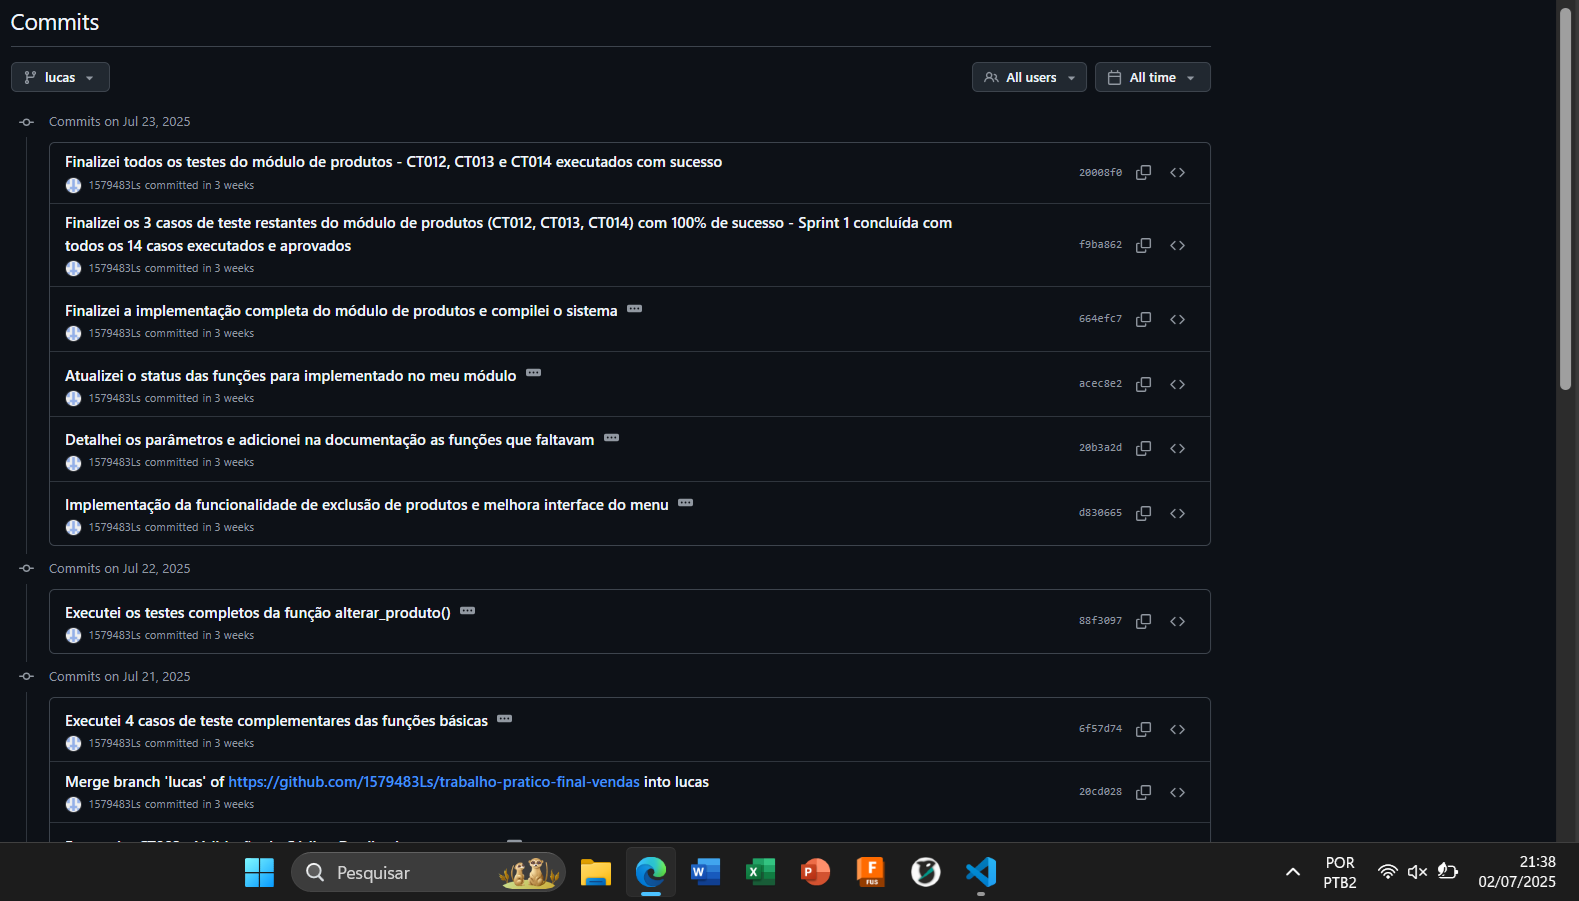 Commits
lucas
All users
All time
Commits on Jul 23, 2025
Finalizei todos os testes do módulo de produtos - CT012, CT013 e CT014 executados com sucesso
1579483Ls committed in 3 weeks
20008f0
Finalizei os 3 casos de teste restantes do módulo de produtos (CT012, CT013, CT014) com 100% de sucesso - Sprint 1 concluída com
todos os 14 casos executados e aprovados
1579483Ls committed in 3 weeks
f9ba862
Finalizei a implementação completa do módulo de produtos e compilei o sistema
1579483Ls committed in 3 weeks
664efc7
Atualizei o status das funções para implementado no meu módulo
1579483Ls committed in 3 weeks
acec8e2
Detalhei os parâmetros e adicionei na documentação as funções que faltavam
1579483Ls committed in 3 weeks
20b3a2d
Implementação da funcionalidade de exclusão de produtos e melhora interface do menu
1579483Ls committed in 3 weeks
d830665
Commits on Jul 22, 2025
Executei os testes completos da função alterar_produto()
1579483Ls committed in 3 weeks
88f3097
Commits on Jul 21, 2025
Executei 4 casos de teste complementares das funções básicas
1579483Ls committed in 3 weeks
6f57d74
Merge branch 'lucas' of https://github.com/1579483Ls/trabalho-pratico-final-vendas into lucas
1579483Ls committed in 3 weeks
20cd028
Pesquisar
W
X
P
F
FUS
POR
PTB2
21:38
02/07/2025